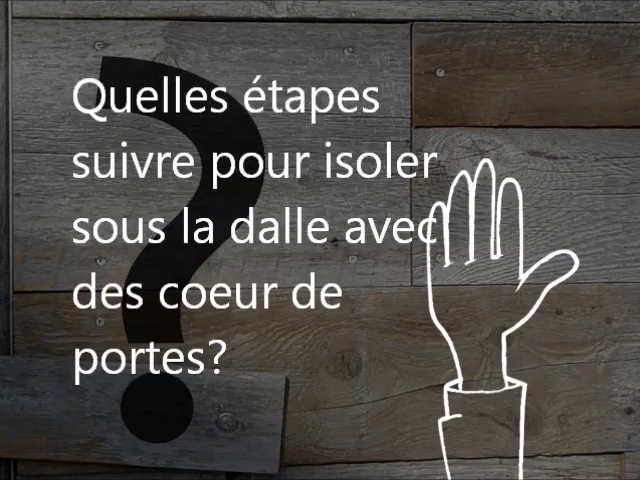 Quelles étapes
suivre pour isoler
sous la dalle avec
des coeur de
portes?